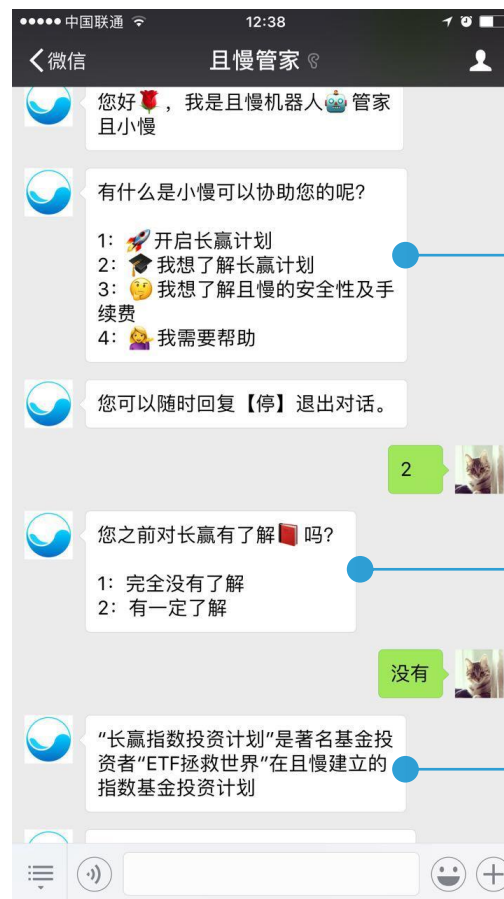 中国联通 12:38
微信 且慢管家
您好🌹，我是且慢机器人🤖管家
且小慢
有什么是小慢可以协助您的呢?
1: 🚀开启长赢计划
2: 🎓我想了解长赢计划
3: 🤔我想了解且慢的安全性及手
续费
4: 💁‍♀️我需要帮助
您可以随时回复【停】退出对话。
2
您之前对长赢有了解📕吗?
1: 完全没有了解
2: 有一定了解
没有
“长赢指数投资计划”是著名基金投
资者“ETF拯救世界”在且慢建立的
指数基金投资计划